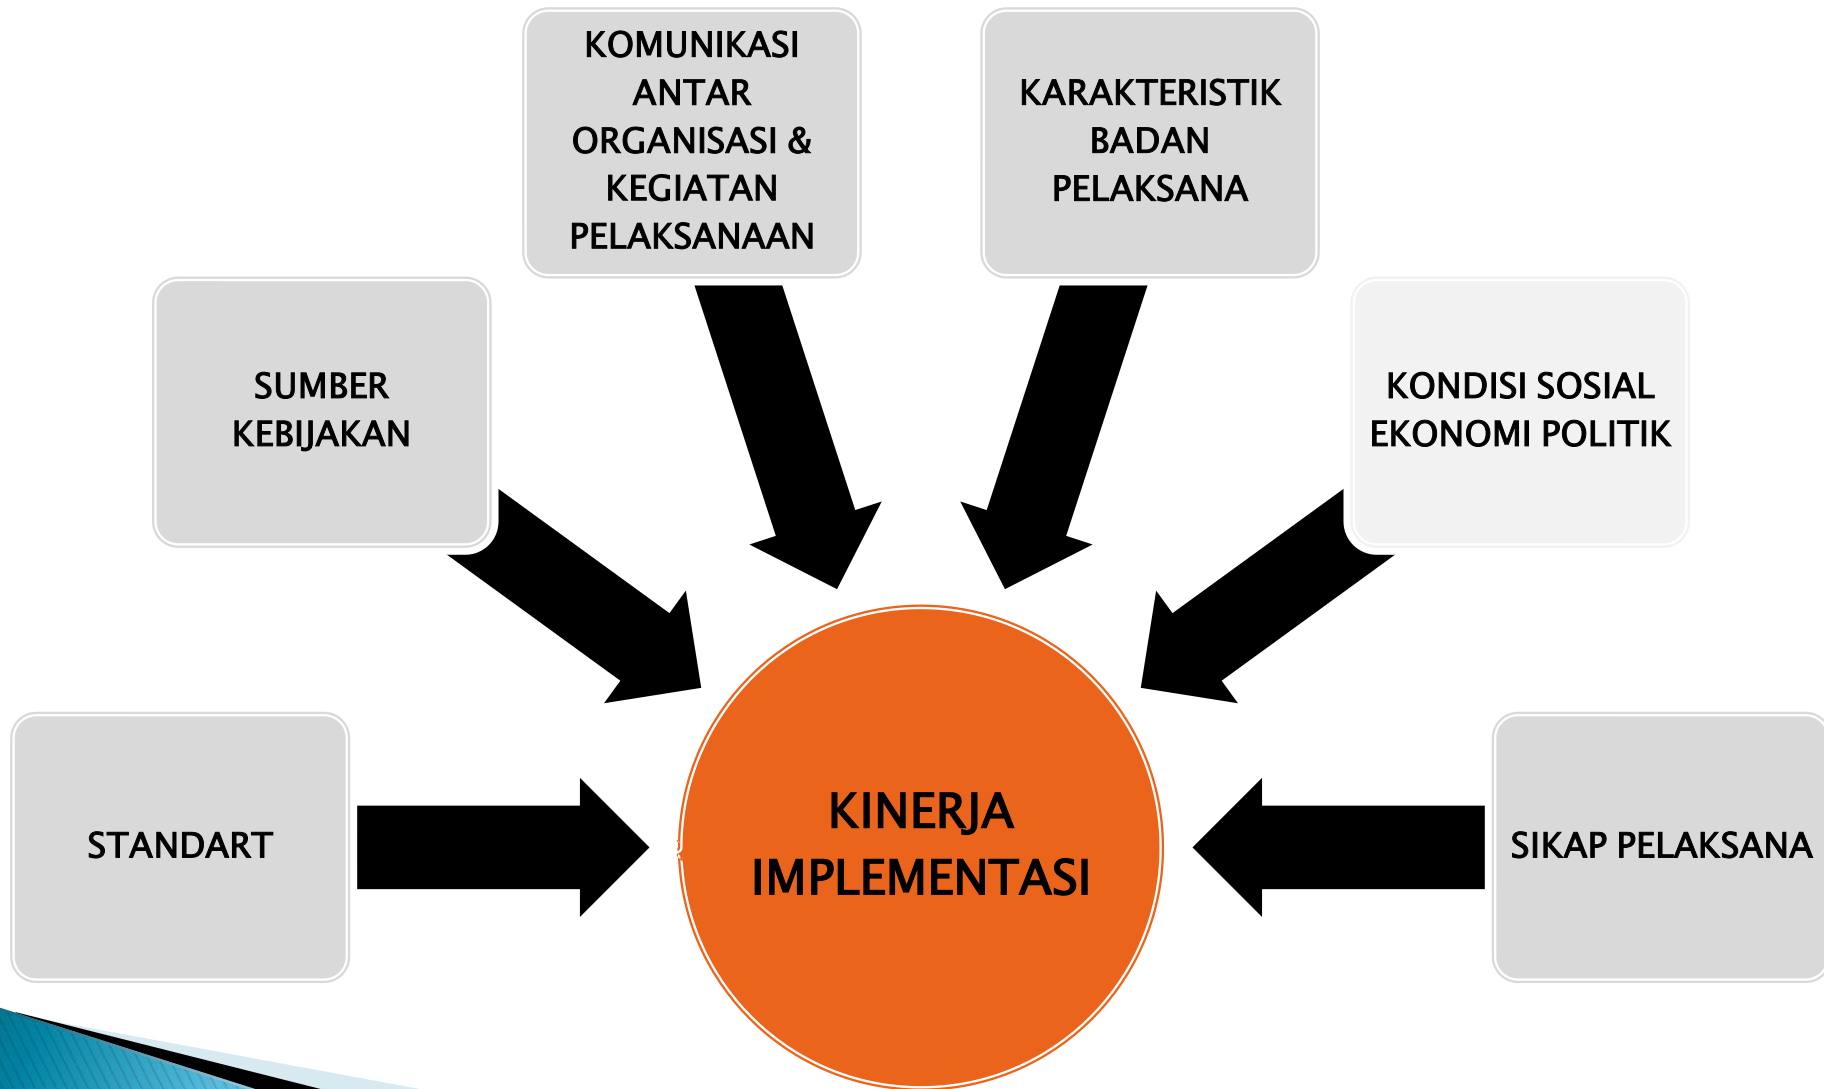 KOMUNIKASI
ANTAR
ORGANISASI &
KEGIATAN
PELAKSANAAN
KARAKTERISTIK
BADAN
PELAKSANA
SUMBER
KEBIJAKAN
KONDISI SOSIAL
EKONOMI POLITIK
STANDART
KINERJA
IMPLEMENTASI
SIKAP PELAKSANA